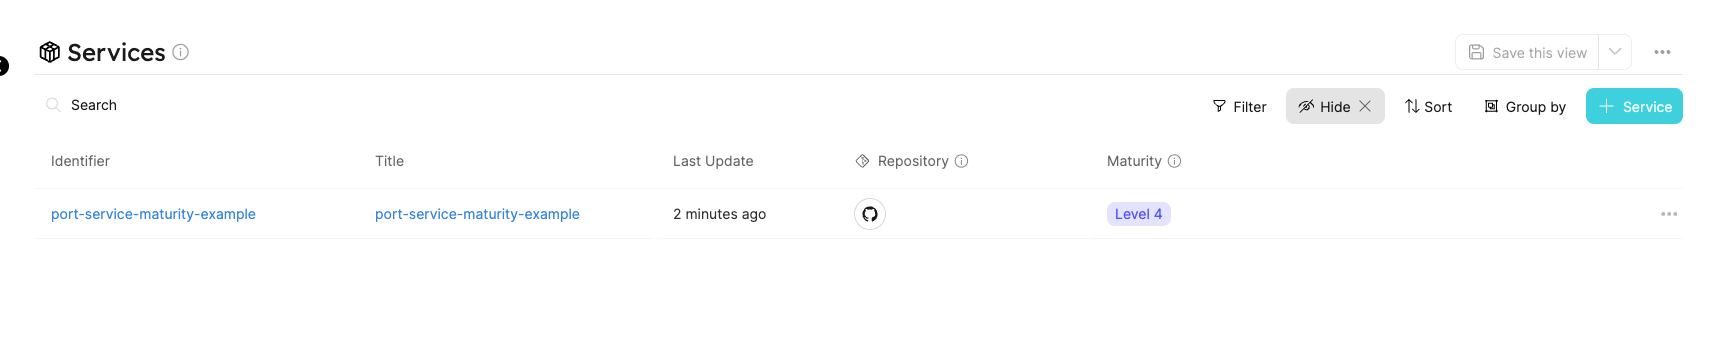 Services
Save this view
Search
Filter Hide Sort Group by Service
Identifier Title Last Update Repository Maturity
port-service-maturity-example port-service-maturity-example 2 minutes ago Level 4